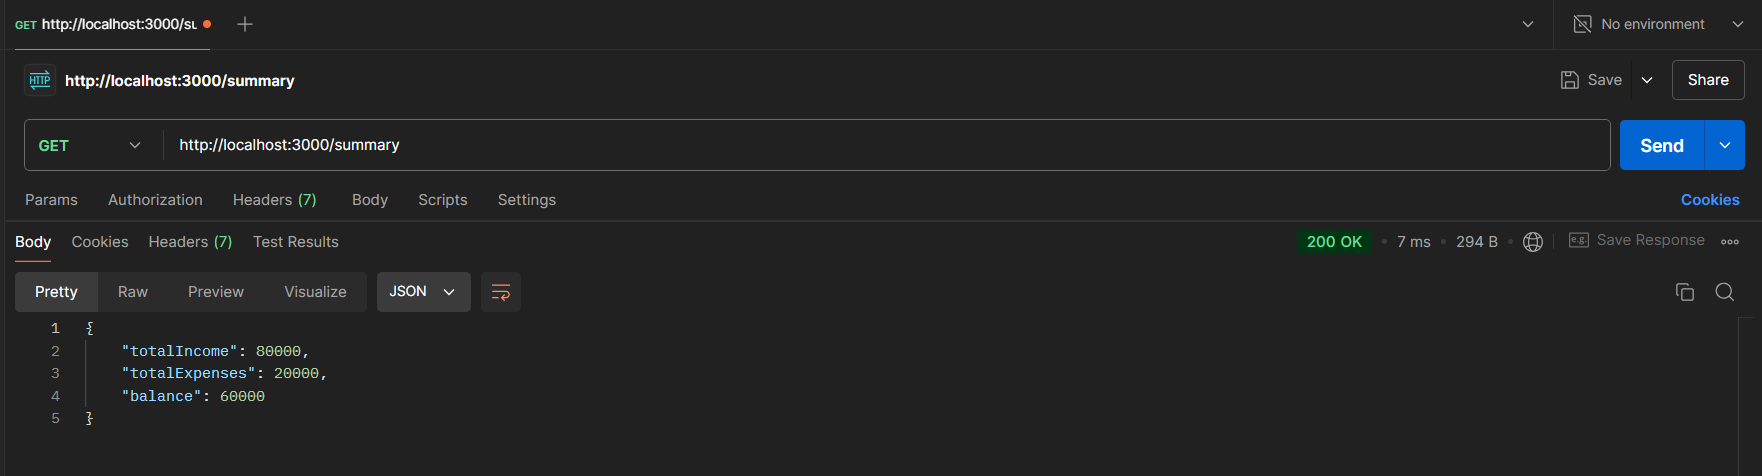 GET http://localhost:3000/su
No environment
HTTP http://localhost:3000/summary
Save
Share
GET http://localhost:3000/summary
Send
Params Authorization Headers (7) Body Scripts Settings
Cookies
Body Cookies Headers (7) Test Results
200 OK • 7 ms • 294 B
e.g. Save Response
Pretty Raw Preview Visualize JSON
1 {
2 "totalIncome": 80000,
3 "totalExpenses": 20000,
4 "balance": 60000
5 }